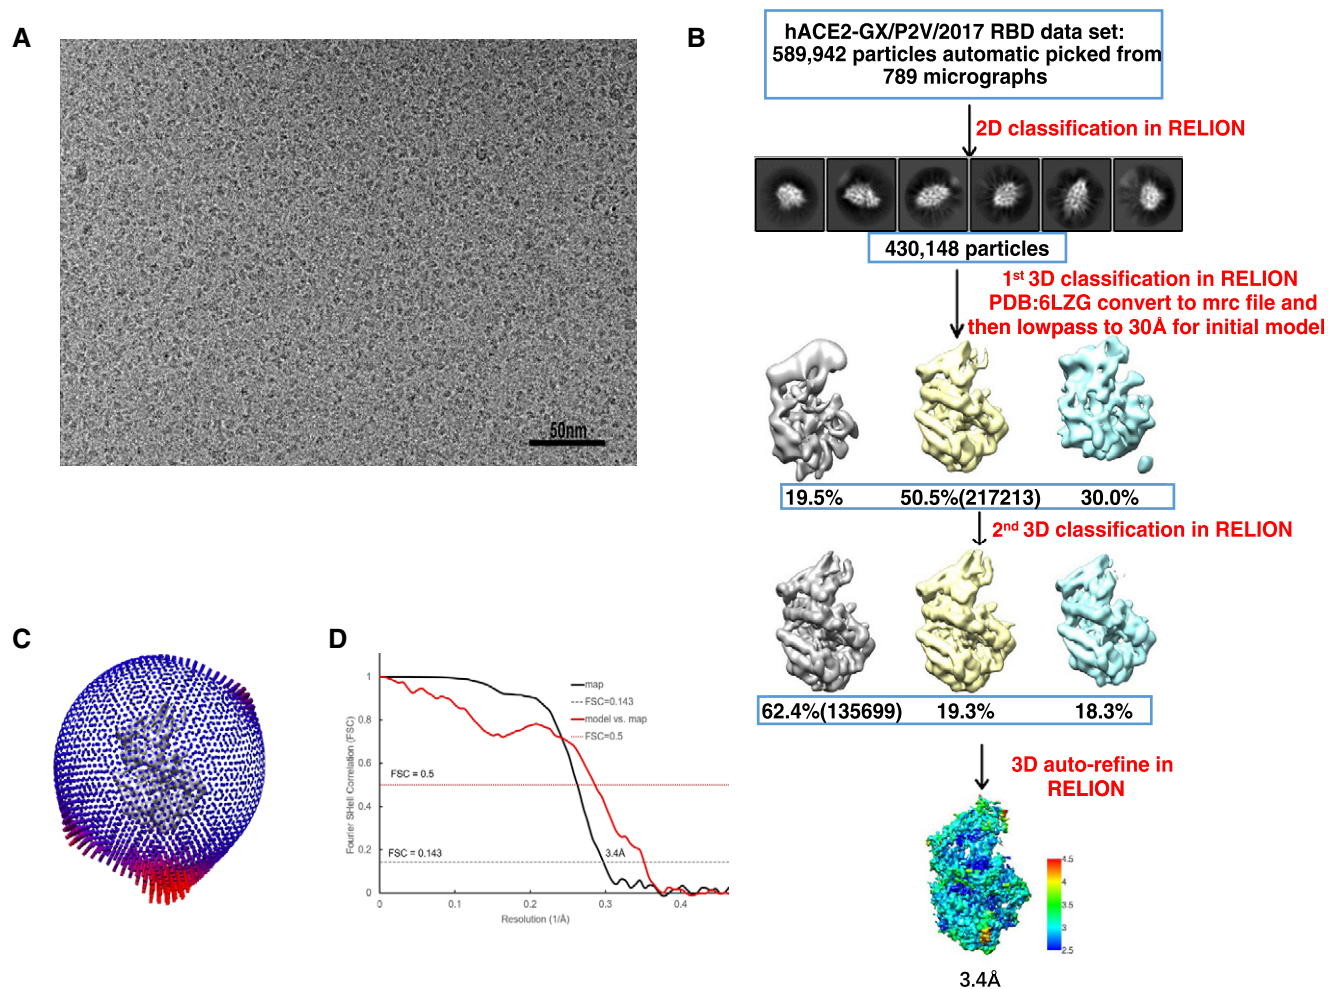 A
50nm
B
hACE2-GX/P2V/2017 RBD data set:
589,942 particles automatic picked from
789 micrographs
2D classification in RELION
430,148 particles
1st 3D classification in RELION
PDB:6LZG convert to mrc file and
then lowpass to 30Å for initial model
19.5% 50.5%(217213) 30.0%
2nd 3D classification in RELION
62.4%(135699) 19.3% 18.3%
3D auto-refine in
RELION
4.5
4
3.5
3
2.5
3.4Å
C
D
Fourier SHell Correlation (FSC)
1
0.8
0.6
0.4
0.2
0
map
FSC=0.143
model vs. map
FSC=0.5
FSC = 0.5
FSC = 0.143
3.4Å
0 0.1 0.2 0.3 0.4
Resolution (1/Å)